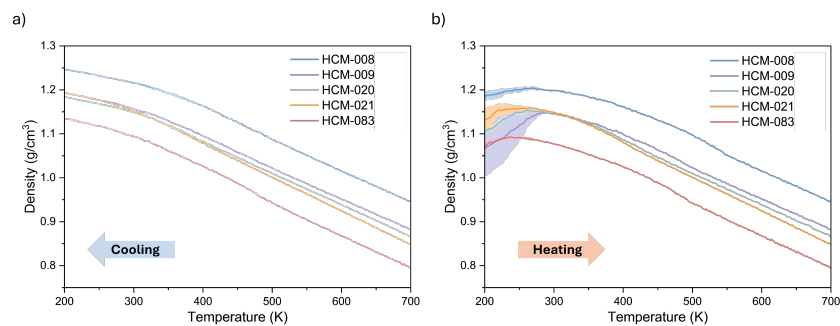 a)
1.3
1.2
1.1
1.0
0.9
0.8
Density (g/cm³)
HCM-008
HCM-009
HCM-020
HCM-021
HCM-083
Cooling
200
300
400
500
600
700
Temperature (K)
b)
1.3
1.2
1.1
1.0
0.9
0.8
Density (g/cm³)
HCM-008
HCM-009
HCM-020
HCM-021
HCM-083
Heating
200
300
400
500
600
700
Temperature (K)